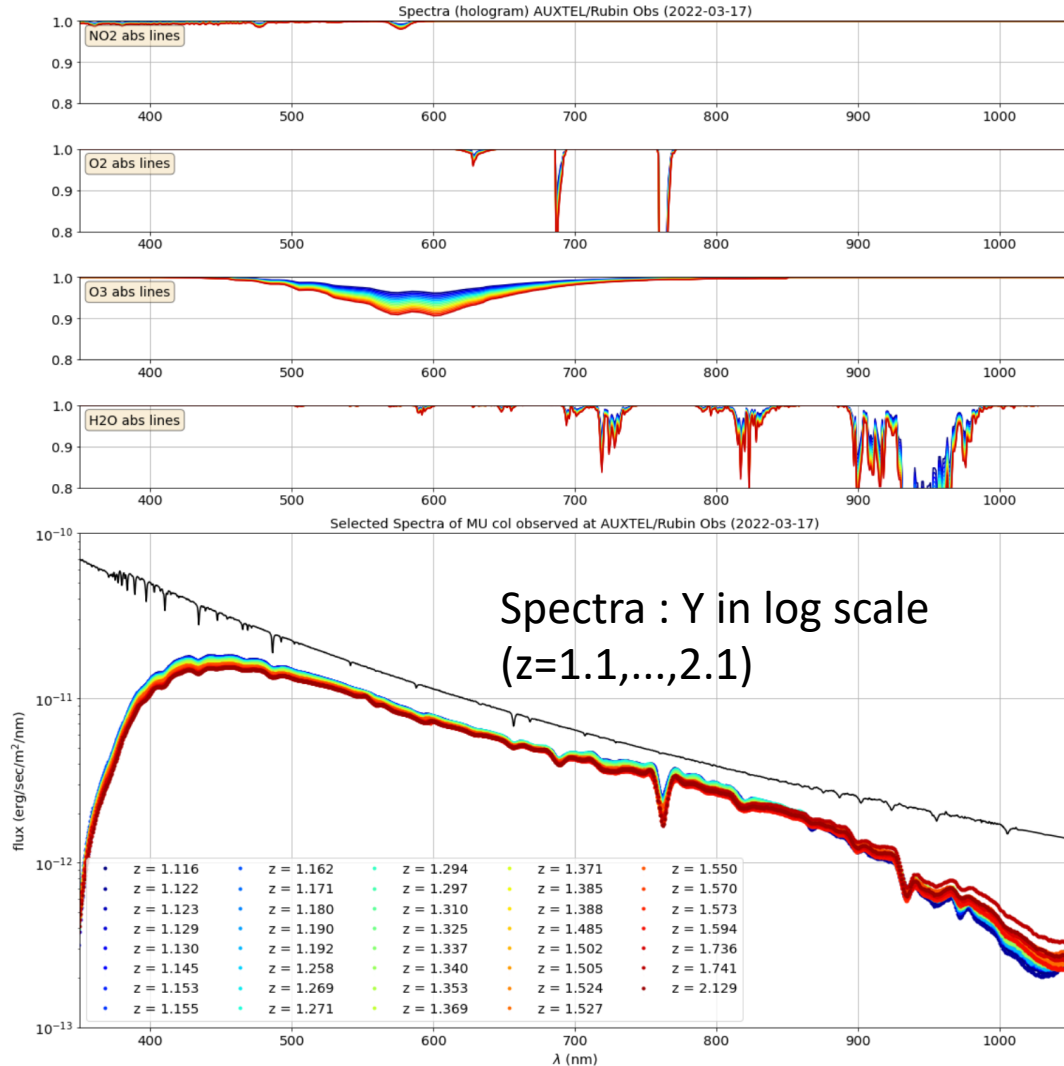 Spectra (hologram) AUXTEL/Rubin Obs (2022-03-17)
1.0
NO2 abs lines
0.9
0.8
400 500 600 700 800 900 1000
1.0
O2 abs lines
0.9
0.8
400 500 600 700 800 900 1000
1.0
O3 abs lines
0.9
0.8
400 500 600 700 800 900 1000
1.0
H2O abs lines
0.9
0.8
400 500 600 700 800 900 1000
Selected Spectra of MU col observed at AUXTEL/Rubin Obs (2022-03-17)
10⁻¹⁰
Spectra : Y in log scale
(z=1.1,...,2.1)
10⁻¹¹
flux (erg/sec/m²/nm)
10⁻¹²
z = 1.116 z = 1.162 z = 1.294 z = 1.371 z = 1.550
z = 1.122 z = 1.171 z = 1.297 z = 1.385 z = 1.570
z = 1.123 z = 1.180 z = 1.310 z = 1.388 z = 1.573
z = 1.129 z = 1.190 z = 1.325 z = 1.485 z = 1.594
z = 1.130 z = 1.192 z = 1.337 z = 1.502 z = 1.736
z = 1.145 z = 1.258 z = 1.340 z = 1.505 z = 1.741
z = 1.153 z = 1.269 z = 1.353 z = 1.524 z = 2.129
z = 1.155 z = 1.271 z = 1.369 z = 1.527
10⁻¹³
400 500 600 700 800 900 1000
λ (nm)